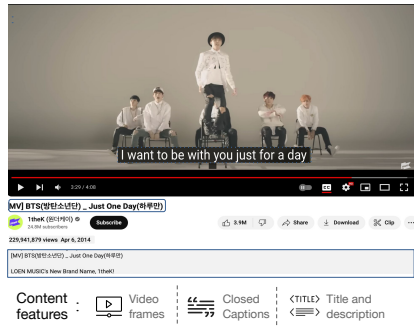 I want to be with you just for a day
3:29 / 4:08
CC
[MV] BTS(방탄소년단) _ Just One Day(하루만)
1theK (원더케이)
24.8M subscribers
Subscribe
3.9M
Share
Download
Clip
229,941,879 views Apr 6, 2014
[MV] BTS(방탄소년단) _ Just One Day(하루만)
LOEN MUSIC's New Brand Name, 1theK!
Content features :
Video frames
Closed Captions
<TITLE> Title and description